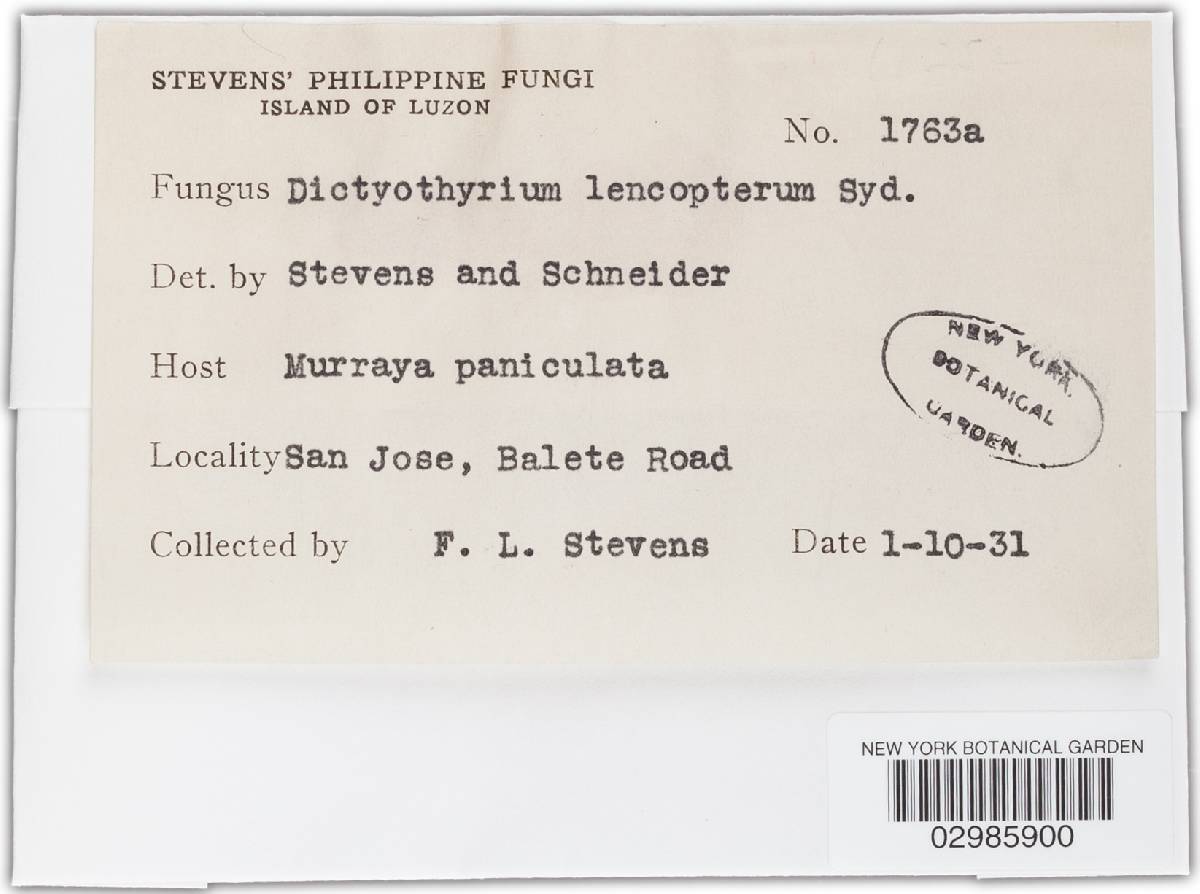 STEVENS' PHILIPPINE FUNGI
ISLAND OF LUZON
No. 1763a
Fungus Dictyothyrium lencopterum Syd.
Det. by Stevens and Schneider
Host Murraya paniculata
Locality San Jose, Balete Road
Collected by F. L. Stevens Date 1-10-31
NEW YORK
BOTANICAL
GARDEN.
NEW YORK BOTANICAL GARDEN
02985900